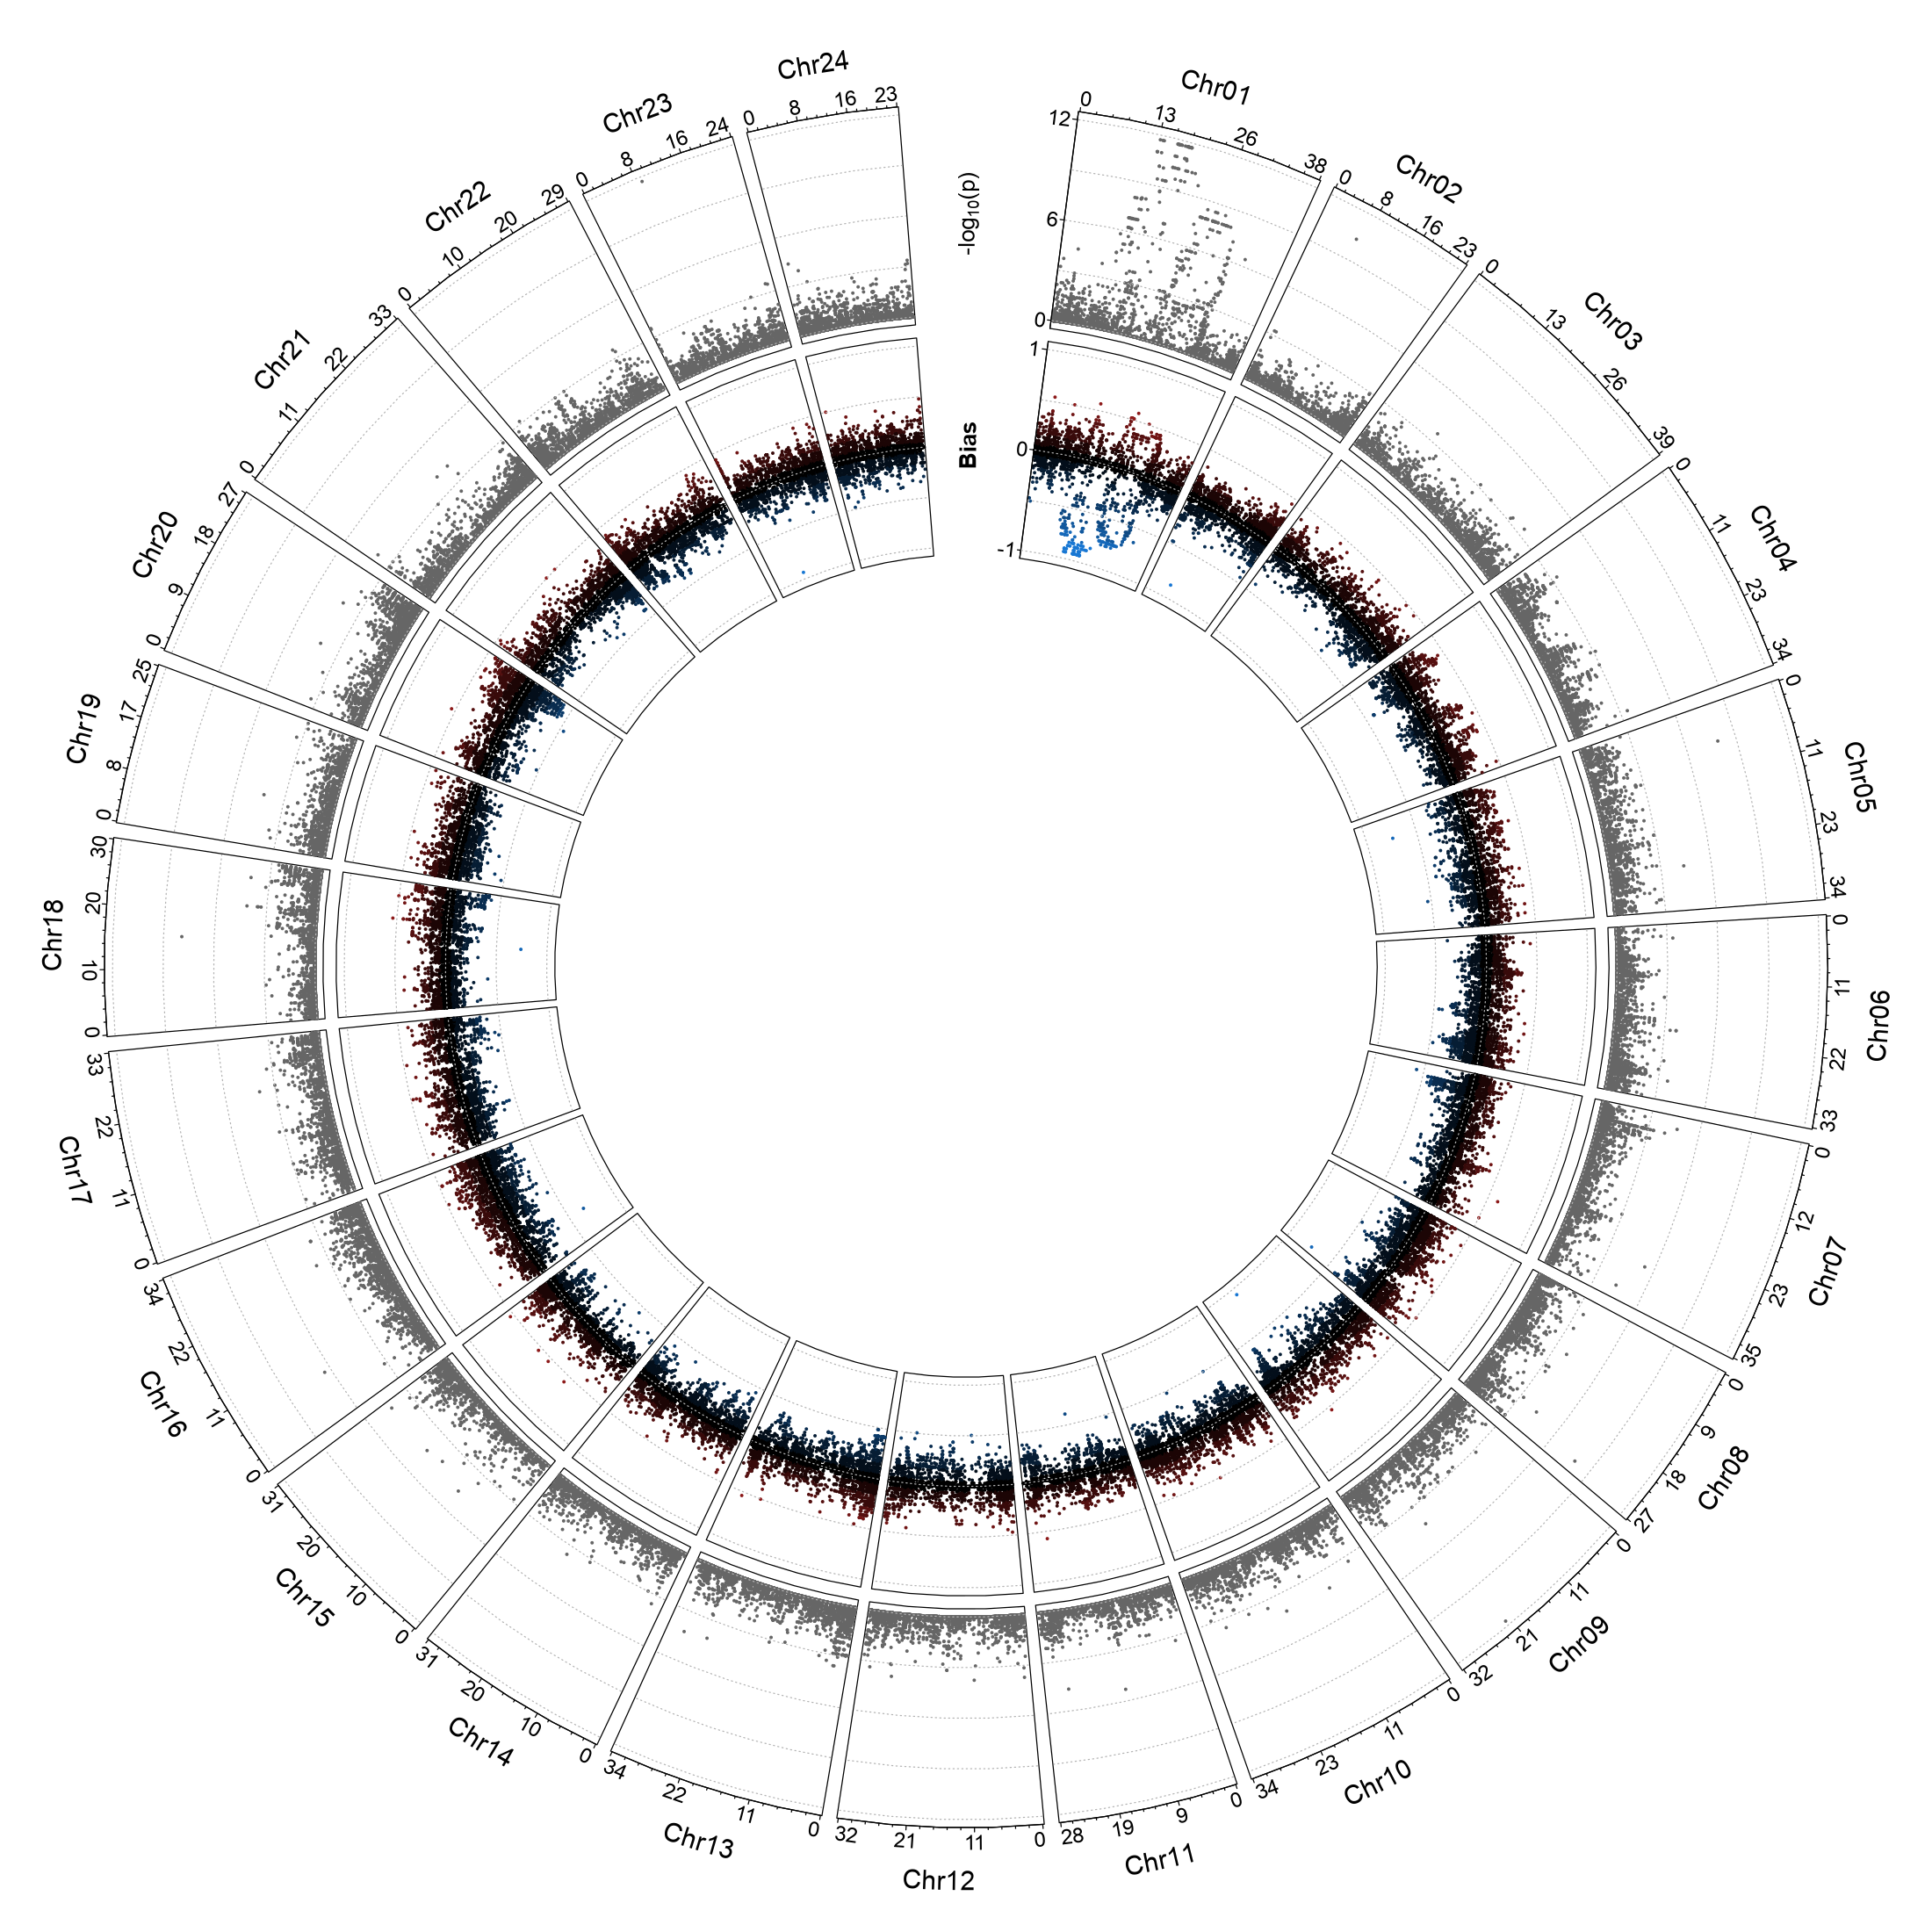 Chr01
0 13 26 38
Chr02
0 8 16 23
Chr03
0 13 26 39
Chr04
0 11 23 34
Chr05
0 11 23 34
Chr06
0 11 22 33
Chr07
0 12 23 35
Chr08
0 9 18 27
Chr09
0 11 21 32
Chr10
0 11 23 34
Chr11
0 9 19 28
Chr12
0 11 21 32
Chr13
0 11 22 34
Chr14
0 10 20 31
Chr15
0 10 20 31
Chr16
0 11 22 34
Chr17
0 11 22 33
Chr18
0 10 20 30
Chr19
0 8 17 25
Chr20
0 9 18 27
Chr21
0 11 22 33
Chr22
0 10 20 29
Chr23
0 8 16 24
Chr24
0 8 16 23
-log10(p)
12
6
0
Bias
1
0
-1